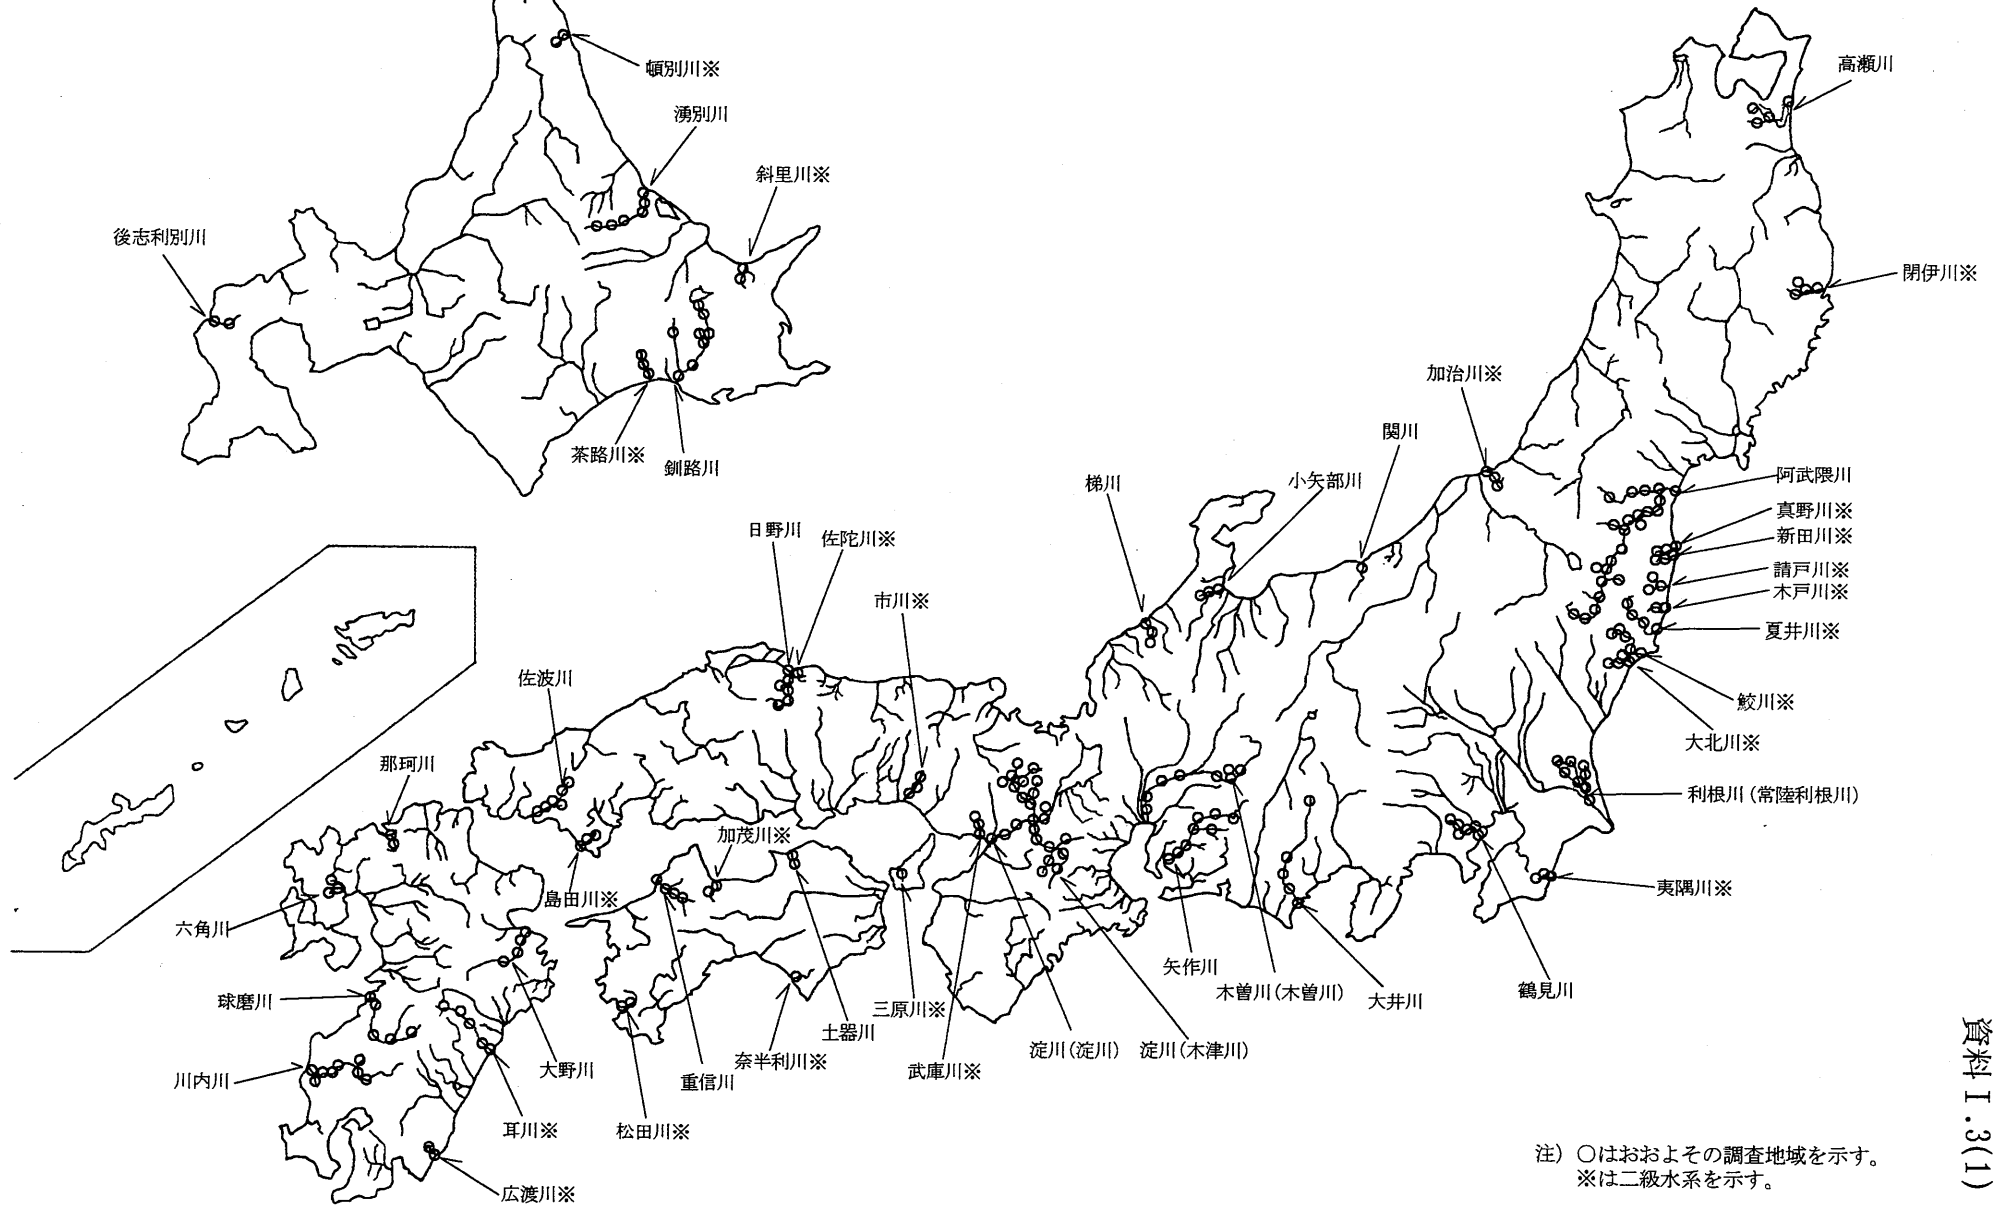 頓別川※
湧別川
斜里川※
後志利別川
茶路川※
釧路川
高瀬川
閉伊川※
加治川※
関川
小矢部川
梯川
阿武隈川
真野川※
新田川※
請戸川※
木戸川※
夏井川※
鮫川※
大北川※
利根川(常陸利根川)
夷隅川※
鶴見川
大井川
木曽川(木曽川)
矢作川
淀川(木津川)
淀川(淀川)
武庫川※
三原川※
土器川
奈半利川※
重信川
松田川※
加茂川※
日野川
佐陀川※
市川※
佐波川
島田川※
那珂川
六角川
球磨川
川内川
大野川
耳川※
広渡川※
注) ○はおおよその調査地域を示す。
※は二級水系を示す。
資料Ⅰ.3(1)